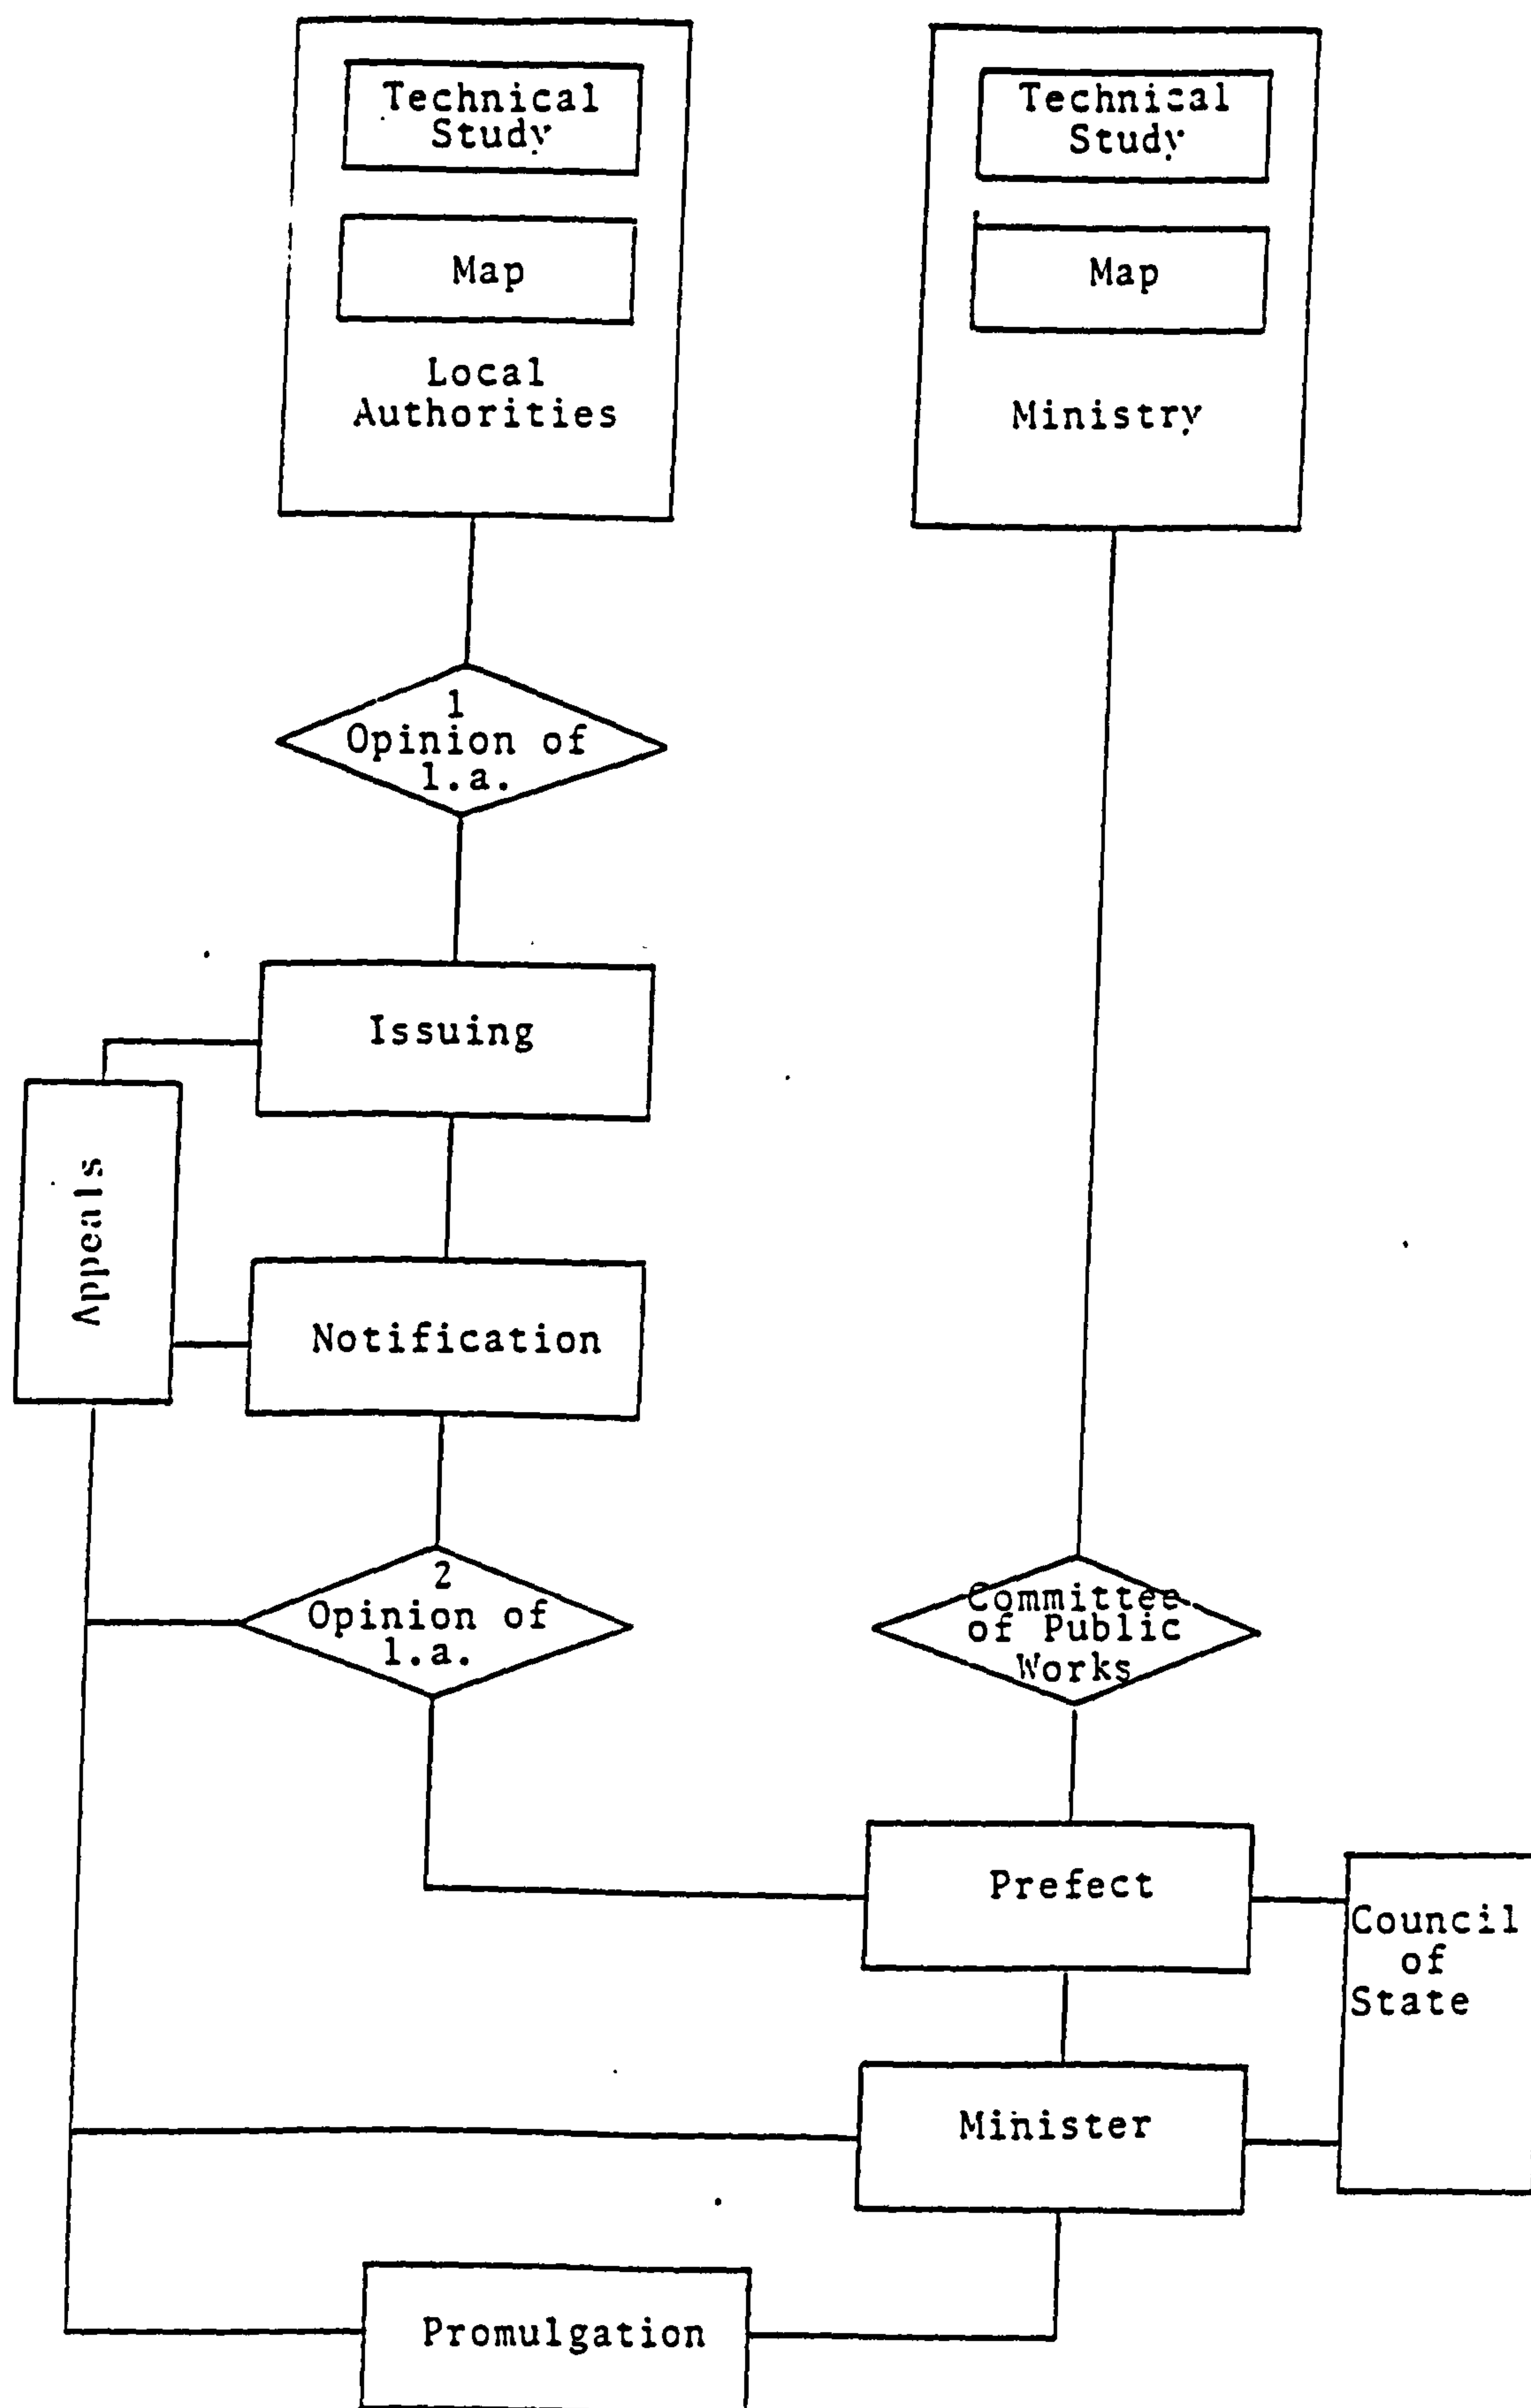 Technical
Study
Map
Local
Authorities
Technical
Study
Map
Ministry
1
Opinion of
l.a.
Issuing
Appeals
Notification
2
Opinion of
l.a.
Committee
of Public
Works
Prefect
Council
of
State
Minister
Promulgation